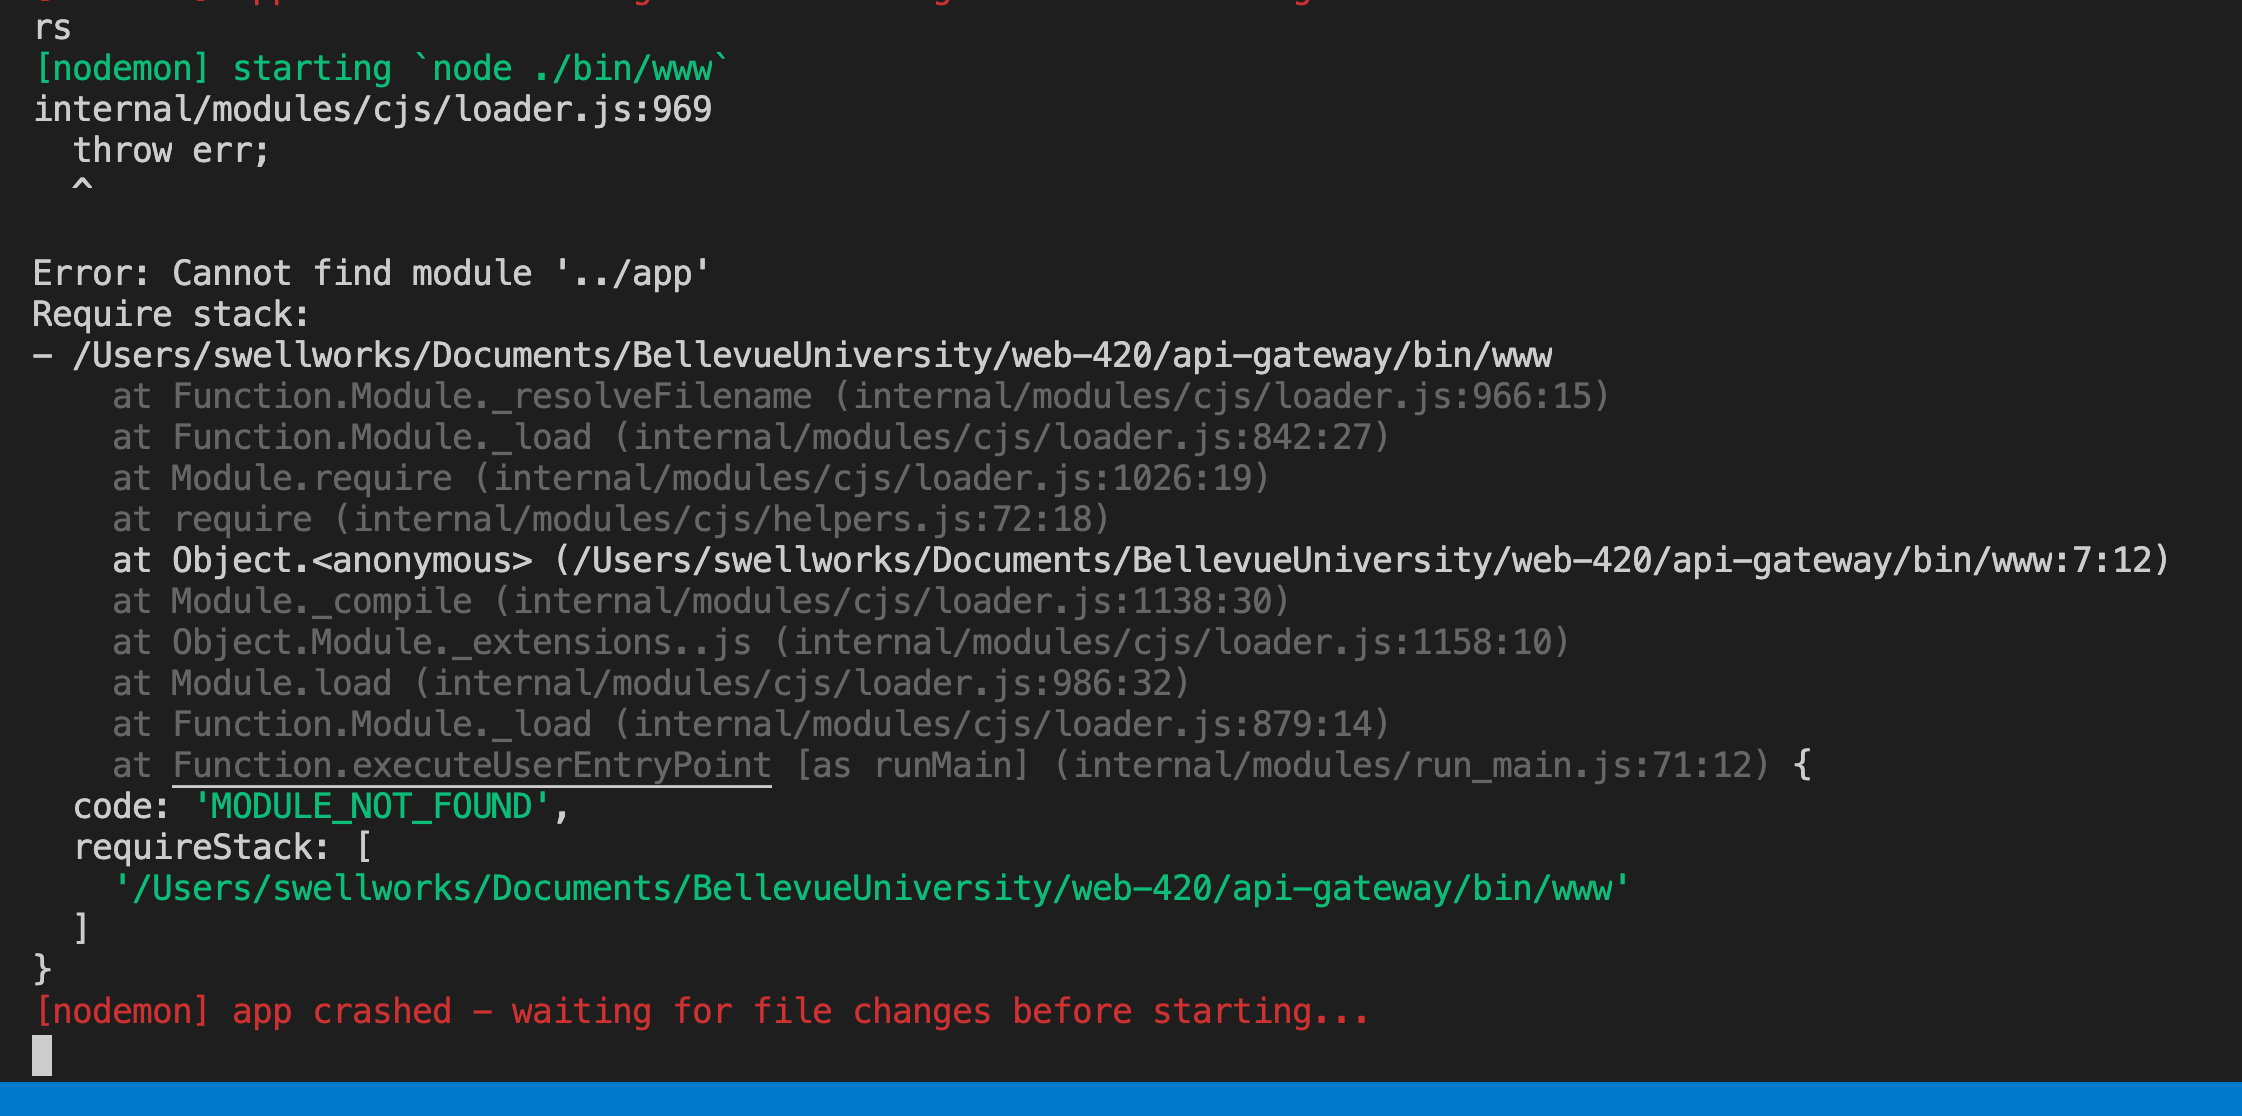 rs
[nodemon] starting `node ./bin/www`
internal/modules/cjs/loader.js:969
  throw err;
  ^

Error: Cannot find module '../app'
Require stack:
- /Users/swellworks/Documents/BellevueUniversity/web-420/api-gateway/bin/www
    at Function.Module._resolveFilename (internal/modules/cjs/loader.js:966:15)
    at Function.Module._load (internal/modules/cjs/loader.js:842:27)
    at Module.require (internal/modules/cjs/loader.js:1026:19)
    at require (internal/modules/cjs/helpers.js:72:18)
    at Object.<anonymous> (/Users/swellworks/Documents/BellevueUniversity/web-420/api-gateway/bin/www:7:12)
    at Module._compile (internal/modules/cjs/loader.js:1138:30)
    at Object.Module._extensions..js (internal/modules/cjs/loader.js:1158:10)
    at Module.load (internal/modules/cjs/loader.js:986:32)
    at Function.Module._load (internal/modules/cjs/loader.js:879:14)
    at Function.executeUserEntryPoint [as runMain] (internal/modules/run_main.js:71:12) {
  code: 'MODULE_NOT_FOUND',
  requireStack: [
    '/Users/swellworks/Documents/BellevueUniversity/web-420/api-gateway/bin/www'
  ]
}
[nodemon] app crashed - waiting for file changes before starting...